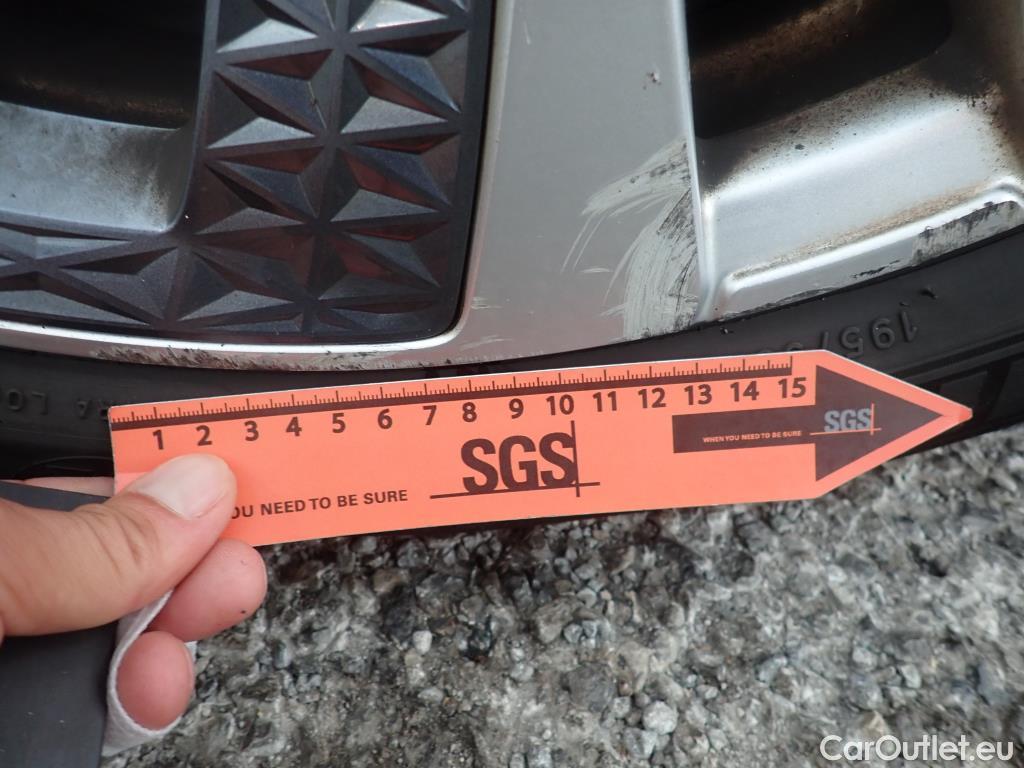 195/
1 2 3 4 5 6 7 8 9 10 11 12 13 14 15
SGS
WHEN YOU NEED TO BE SURE
SGS
OU NEED TO BE SURE
CarOutlet.eu